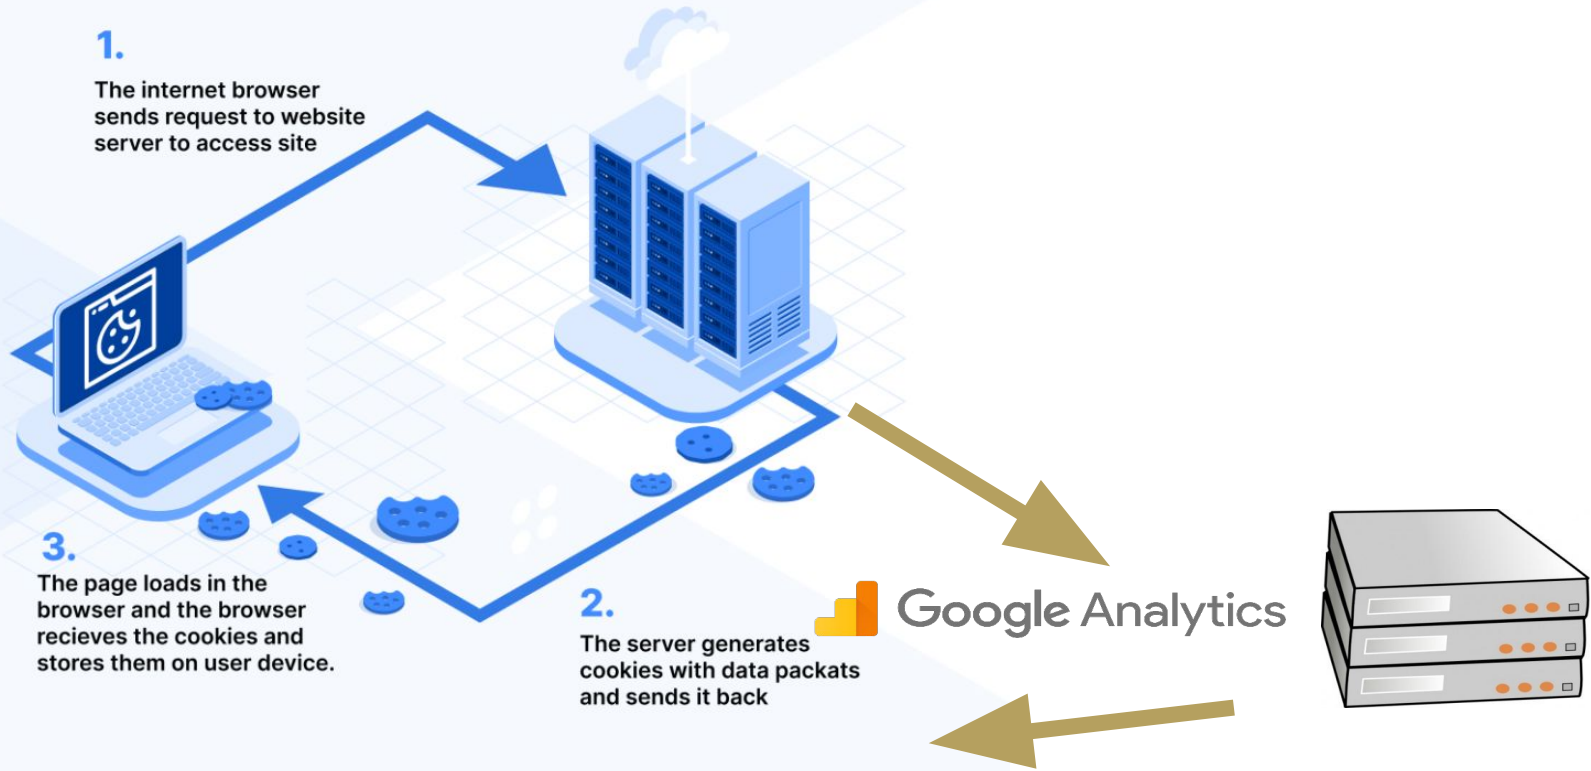 1.
The internet browser
sends request to website
server to access site
2.
The server generates
cookies with data packats
and sends it back
3.
The page loads in the
browser and the browser
recieves the cookies and
stores them on user device.
Google Analytics